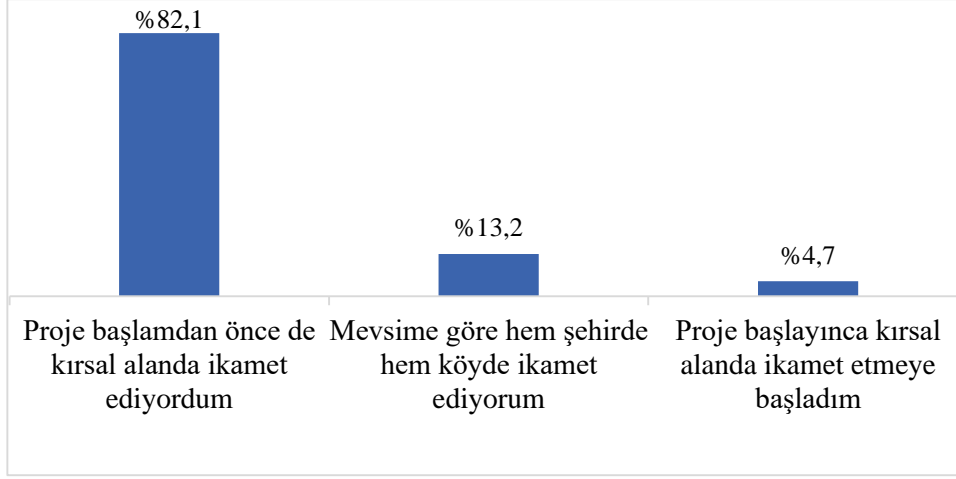 %82,1
%13,2
%4,7
Proje başlamdan önce de
kırsal alanda ikamet
ediyordum
Mevsime göre hem şehirde
hem köyde ikamet
ediyorum
Proje başlayınca kırsal
alanda ikamet etmeye
başladım